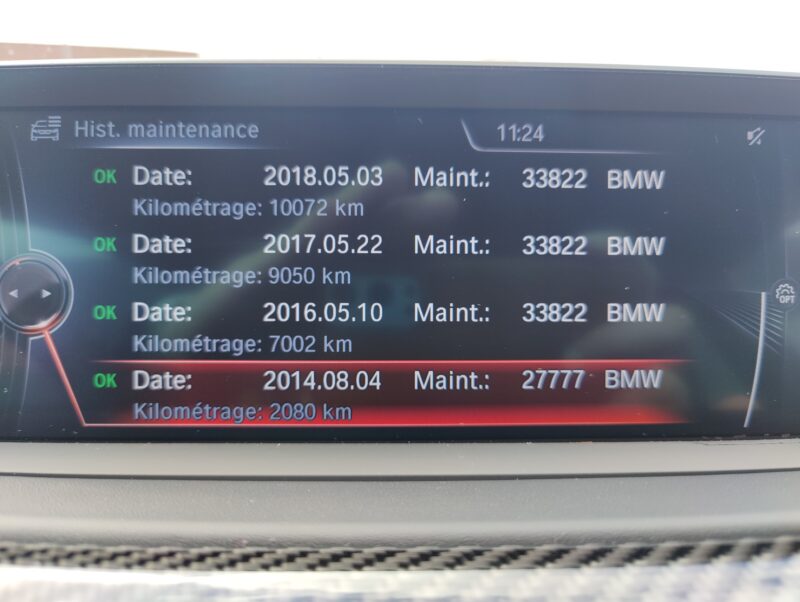 Hist. maintenance 11:24
OK Date: 2018.05.03 Maint.: 33822 BMW
Kilométrage: 10072 km
OK Date: 2017.05.22 Maint.: 33822 BMW
Kilométrage: 9050 km
OK Date: 2016.05.10 Maint.: 33822 BMW
Kilométrage: 7002 km
OPT
OK Date: 2014.08.04 Maint.: 27777 BMW
Kilométrage: 2080 km